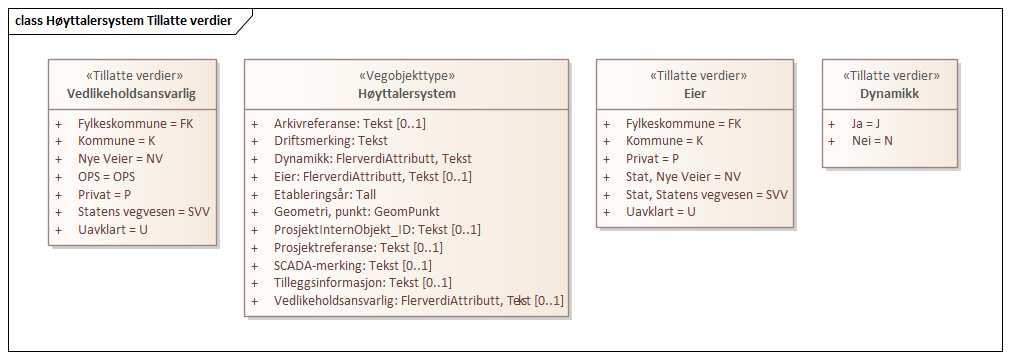 class Høyttalersystem Tillatte verdier
«Tillatte verdier»
Vedlikeholdsansvarlig
+ Fylkeskommune = FK
+ Kommune = K
+ Nye Veier = NV
+ OPS = OPS
+ Privat = P
+ Statens vegvesen = SVV
+ Uavklart = U
«Vegobjekttype»
Høyttalersystem
+ Arkivreferanse: Tekst [0..1]
+ Driftsmerking: Tekst
+ Dynamikk: FlerverdiAttributt, Tekst
+ Eier: FlerverdiAttributt, Tekst [0..1]
+ Etableringsår: Tall
+ Geometri, punkt: GeomPunkt
+ ProsjektInternObjekt_ID: Tekst [0..1]
+ Prosjektreferanse: Tekst [0..1]
+ SCADA-merking: Tekst [0..1]
+ Tilleggsinformasjon: Tekst [0..1]
+ Vedlikeholdsansvarlig: FlerverdiAttributt, Tekst [0..1]
«Tillatte verdier»
Eier
+ Fylkeskommune = FK
+ Kommune = K
+ Privat = P
+ Stat, Nye Veier = NV
+ Stat, Statens vegvesen = SVV
+ Uavklart = U
«Tillatte verdier»
Dynamikk
+ Ja = J
+ Nei = N